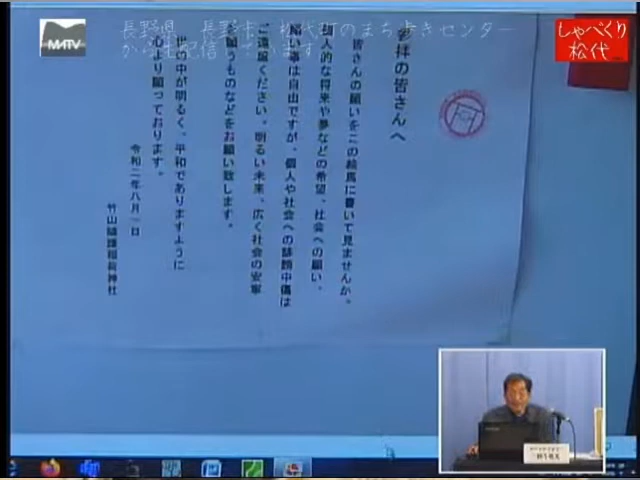 MATV
長野県 長野市 松代町のまち歩きセンター
から生配信しています。
しゃべくり
松代
参拝の皆さんへ
皆さんの願いをこの絵馬に書いて見ませんか。
個人的な将来や夢などの希望、社会への願い、
願い事は自由ですが、個人や社会への誹謗中傷は
ご遠慮ください。明るい未来、広く社会の安寧
を願うものなどをお願い致します。
世の中が明るく、平和でありますように
心より願っております。
令和二年八月一日
竹山稲荷神社